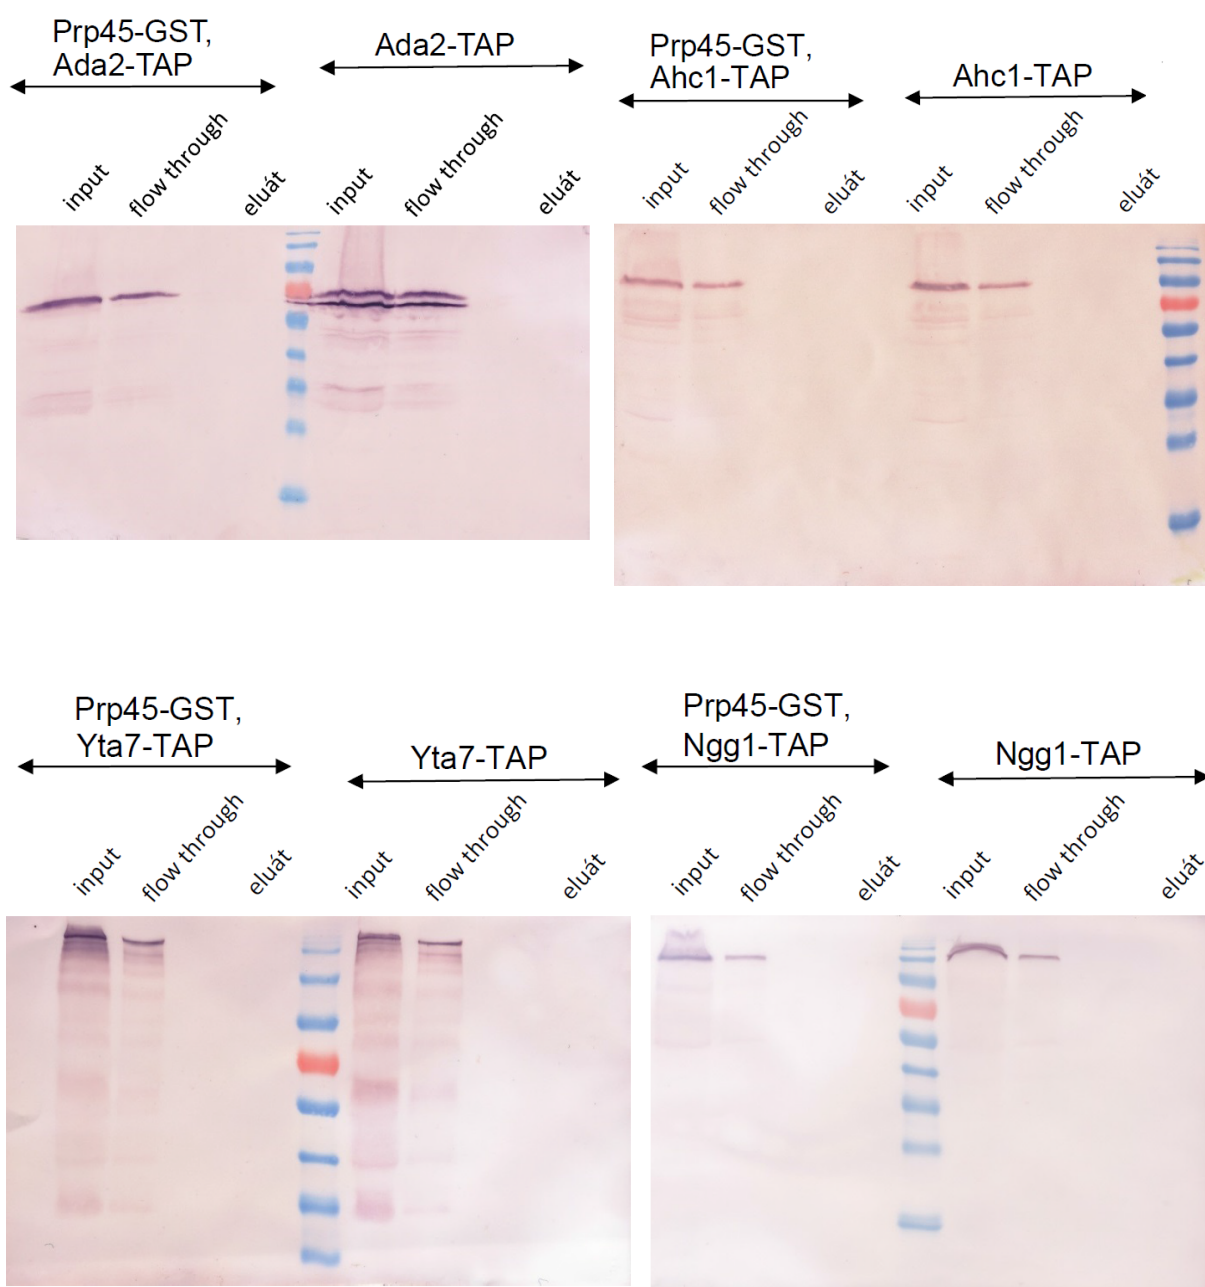 Prp45-GST,
Ada2-TAP
Ada2-TAP
input
flow through
eluát
input
flow through
eluát
Prp45-GST,
Ahc1-TAP
Ahc1-TAP
input
flow through
eluát
input
flow through
eluát
Prp45-GST,
Yta7-TAP
Yta7-TAP
input
flow through
eluát
input
flow through
eluát
Prp45-GST,
Ngg1-TAP
Ngg1-TAP
input
flow through
eluát
input
flow through
eluát